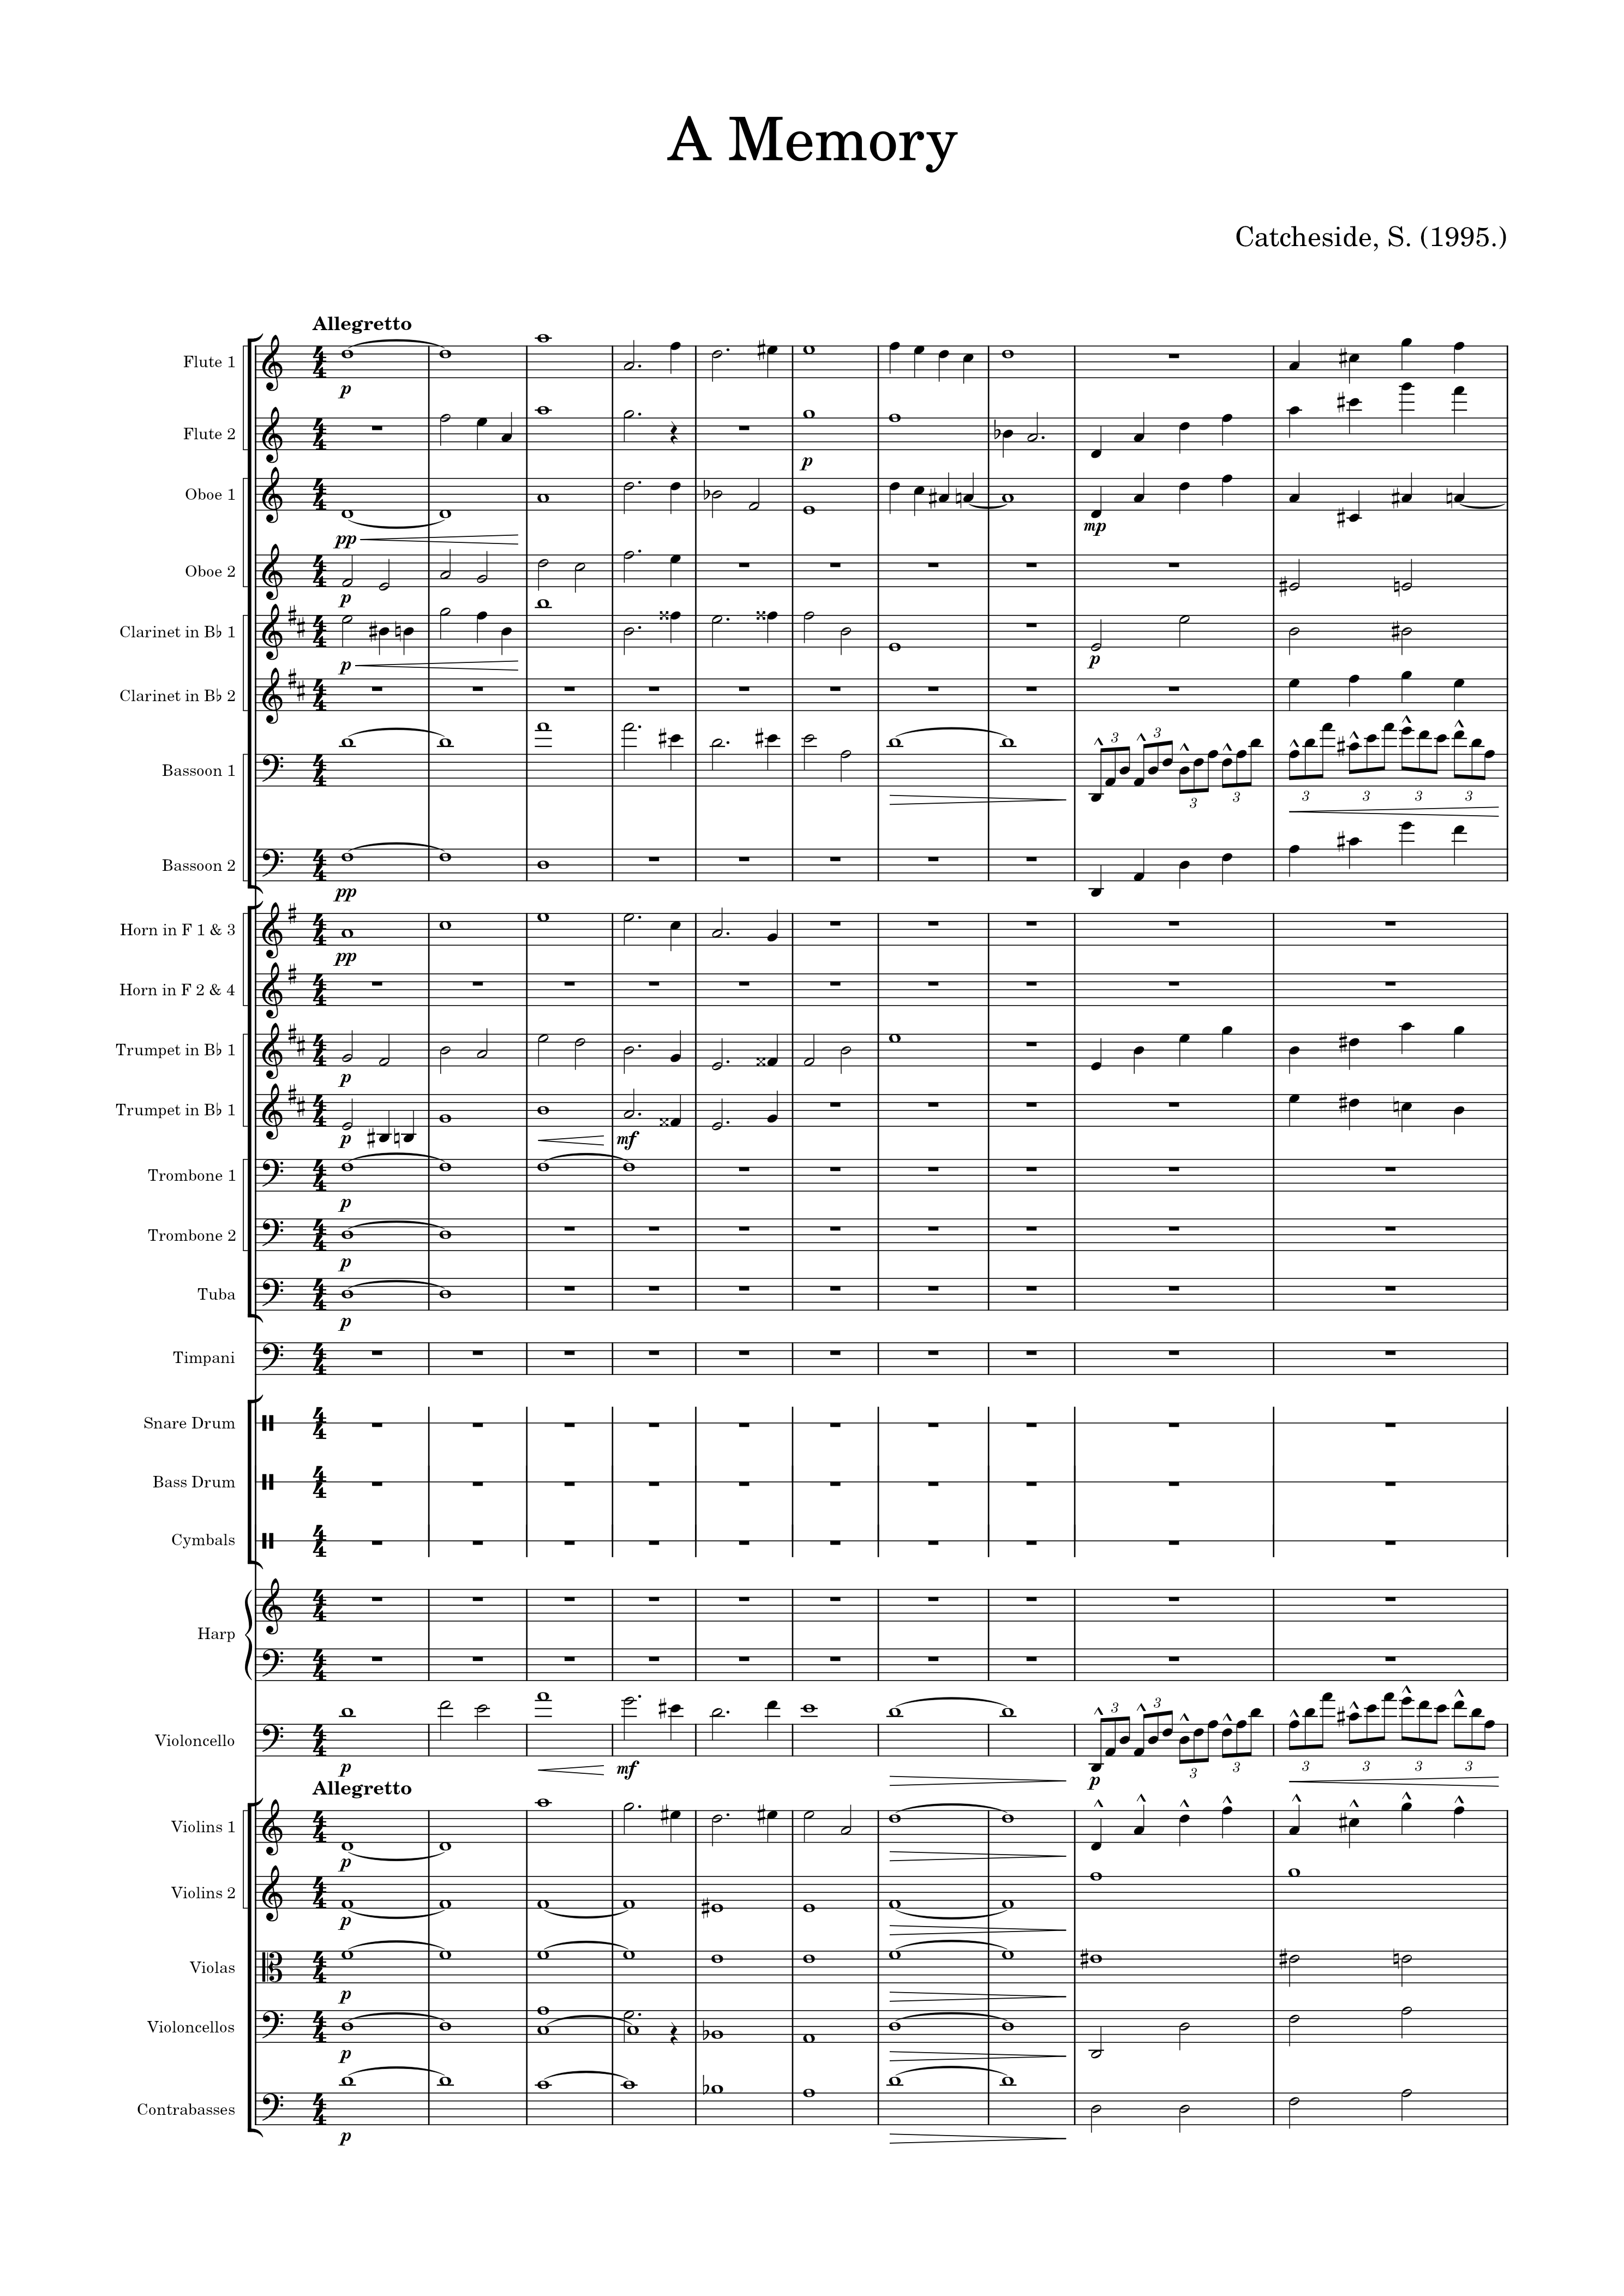 A Memory
Catcheside, S. (1995.)
Allegretto
Flute 1
p
Flute 2
p
Oboe 1
pp
mp
Oboe 2
p
Clarinet in B♭ 1
p
p
Clarinet in B♭ 2
Bassoon 1
3 3 3 3 3 3 3 3
Bassoon 2
pp
Horn in F 1 & 3
pp
Horn in F 2 & 4
Trumpet in B♭ 1
p
Trumpet in B♭ 1
p mf
Trombone 1
p
Trombone 2
p
Tuba
p
Timpani
Snare Drum
Bass Drum
Cymbals
Harp
Violoncello
3 3 3 3 3 3 3 3
p mf p
Allegretto
Violins 1
p
Violins 2
p
Violas
p
Violoncellos
p
Contrabasses
p